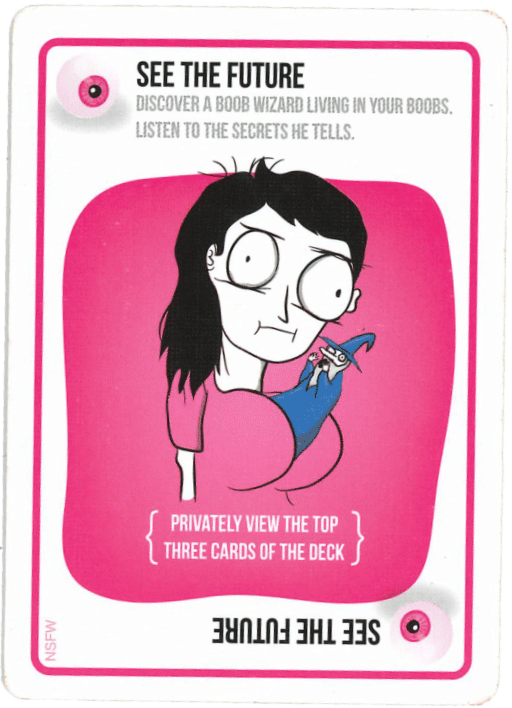 SEE THE FUTURE
DISCOVER A BOOB WIZARD LIVING IN YOUR BOOBS.
LISTEN TO THE SECRETS HE TELLS.
{ PRIVATELY VIEW THE TOP
THREE CARDS OF THE DECK }
SEE THE FUTURE
NSFW